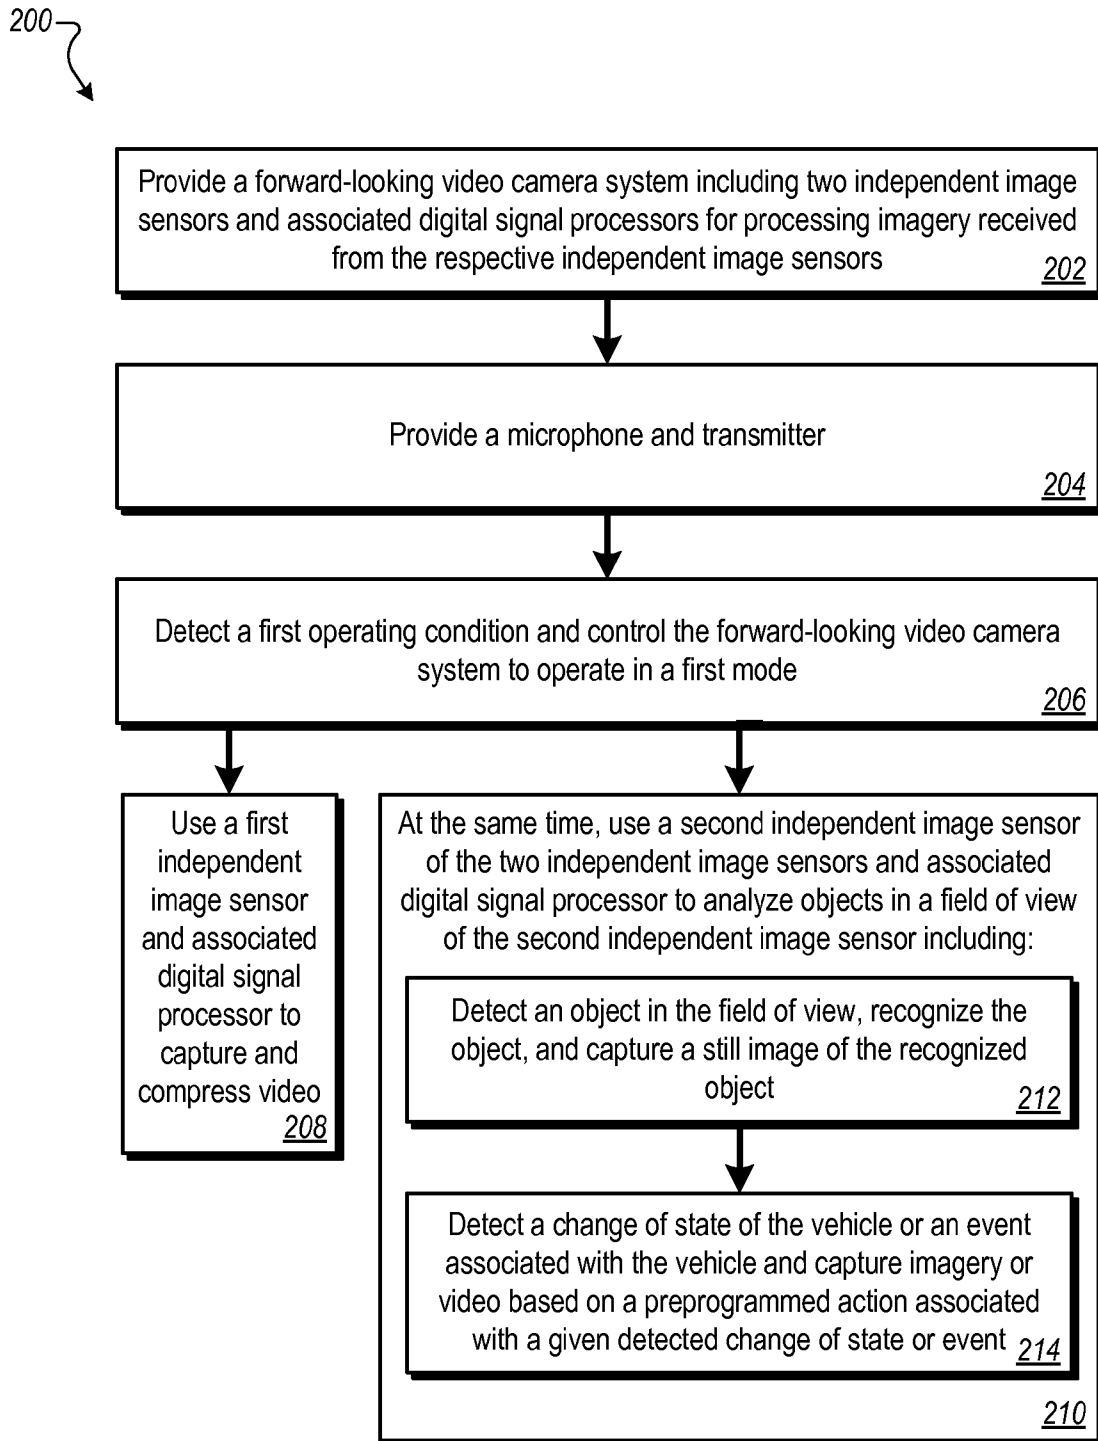 200
Provide a forward-looking video camera system including two independent image
sensors and associated digital signal processors for processing imagery received
from the respective independent image sensors
202
Provide a microphone and transmitter
204
Detect a first operating condition and control the forward-looking video camera
system to operate in a first mode
206
Use a first
independent
image sensor
and associated
digital signal
processor to
capture and
compress video
208
At the same time, use a second independent image sensor
of the two independent image sensors and associated
digital signal processor to analyze objects in a field of view
of the second independent image sensor including:
Detect an object in the field of view, recognize the
object, and capture a still image of the recognized
object
212
Detect a change of state of the vehicle or an event
associated with the vehicle and capture imagery or
video based on a preprogrammed action associated
with a given detected change of state or event
214
210